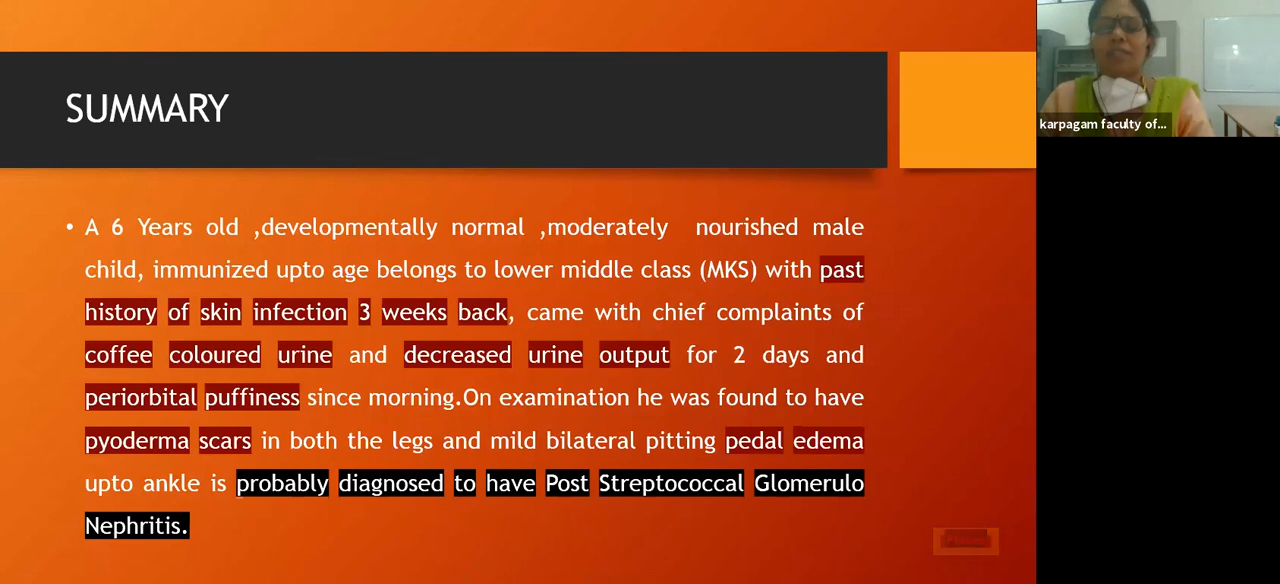 SUMMARY
karpagam faculty of...
• A 6 Years old ,developmentally normal ,moderately nourished male
child, immunized upto age belongs to lower middle class (MKS) with past
history of skin infection 3 weeks back, came with chief complaints of
coffee coloured urine and decreased urine output for 2 days and
periorbital puffiness since morning.On examination he was found to have
pyoderma scars in both the legs and mild bilateral pitting pedal edema
upto ankle is probably diagnosed to have Post Streptococcal Glomerulo
Nephritis.